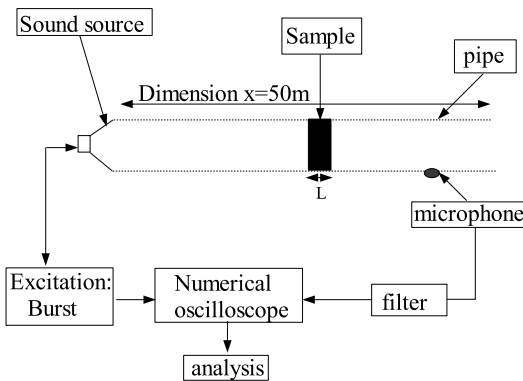 Sound source
Sample
pipe
Dimension x=50m
L
microphone
Excitation:
Burst
Numerical
oscilloscope
filter
analysis